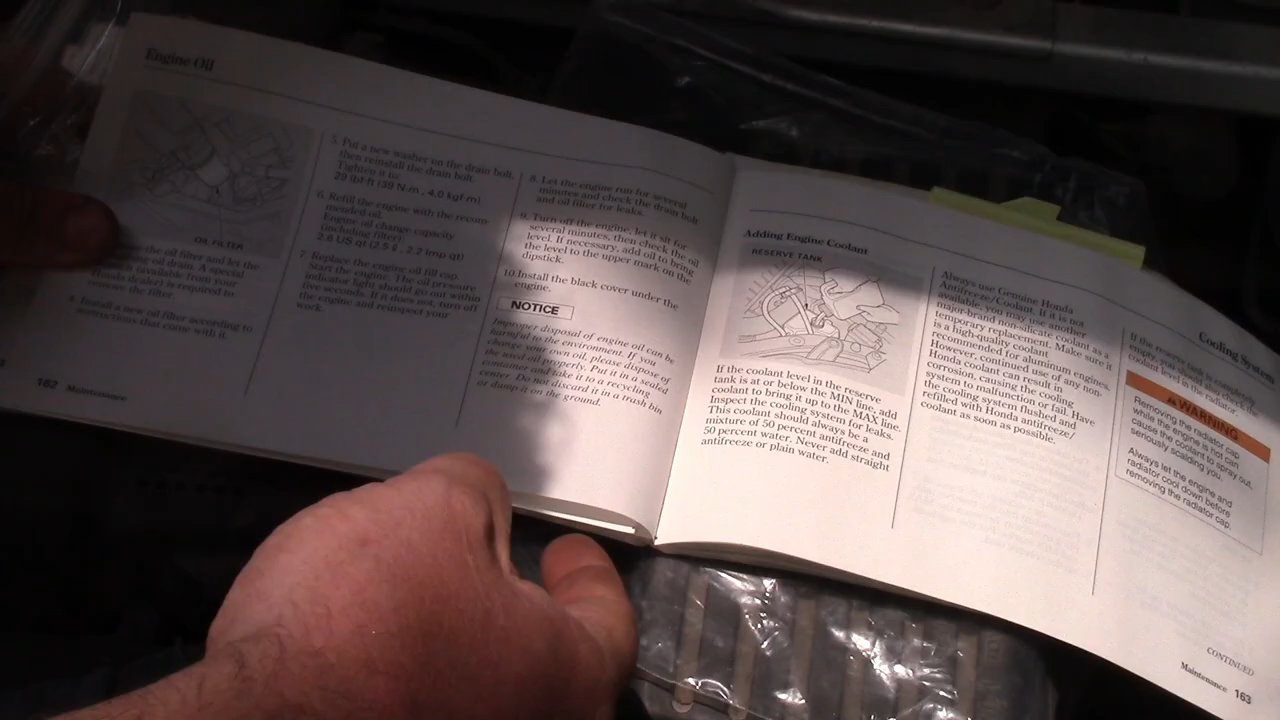 Engine Oil
OIL FILTER
the oil filter and let the
oil drain. A special
(available from your
dealer) is required to
remove the filter.
4. Install a new oil filter according to
instructions that come with it.
182 Maintenance
5. Put a new washer on the drain bolt,
then reinstall the drain bolt.
Tighten it to:
29 lbf·ft (39 N·m , 4.0 kgf·m)
6. Refill the engine with the recom-
mended oil.
Engine oil change capacity
(including filter):
2.6 US qt (2.5 ℓ , 2.2 Imp qt)
7. Replace the engine oil fill cap.
Start the engine. The oil pressure
indicator light should go out within
five seconds. If it does not, turn off
the engine and reinspect your
work.
8. Let the engine run for several
minutes and check the drain bolt
and oil filter for leaks.
9. Turn off the engine, let it sit for
several minutes, then check the oil
level. If necessary, add oil to bring
the level to the upper mark on the
dipstick.
10.Install the black cover under the
engine.
NOTICE
Improper disposal of engine oil can be
harmful to the environment. If you
change your own oil, please dispose of
the used oil properly. Put it in a sealed
container and take it to a recycling
center. Do not discard it in a trash bin
or dump it on the ground.
Cooling System
Adding Engine Coolant
RESERVE TANK
If the coolant level in the reserve
tank is at or below the MIN line, add
coolant to bring it up to the MAX line.
Inspect the cooling system for leaks.
This coolant should always be a
mixture of 50 percent antifreeze and
50 percent water. Never add straight
antifreeze or plain water.
Always use Genuine Honda
Antifreeze/Coolant. If it is not
available, you may use another
major-brand non-silicate coolant as a
temporary replacement. Make sure it
is a high-quality coolant
recommended for aluminum engines.
However, continued use of any non-
Honda coolant can result in
corrosion, causing the cooling
system to malfunction or fail. Have
the cooling system flushed and
refilled with Honda antifreeze/
coolant as soon as possible.
If the reserve tank is completely
empty, you should also check the
coolant level in the radiator.
WARNING
Removing the radiator cap
while the engine is hot can
cause the coolant to spray out,
seriously scalding you.
Always let the engine and
radiator cool down before
removing the radiator cap.
CONTINUED
Maintenance 163